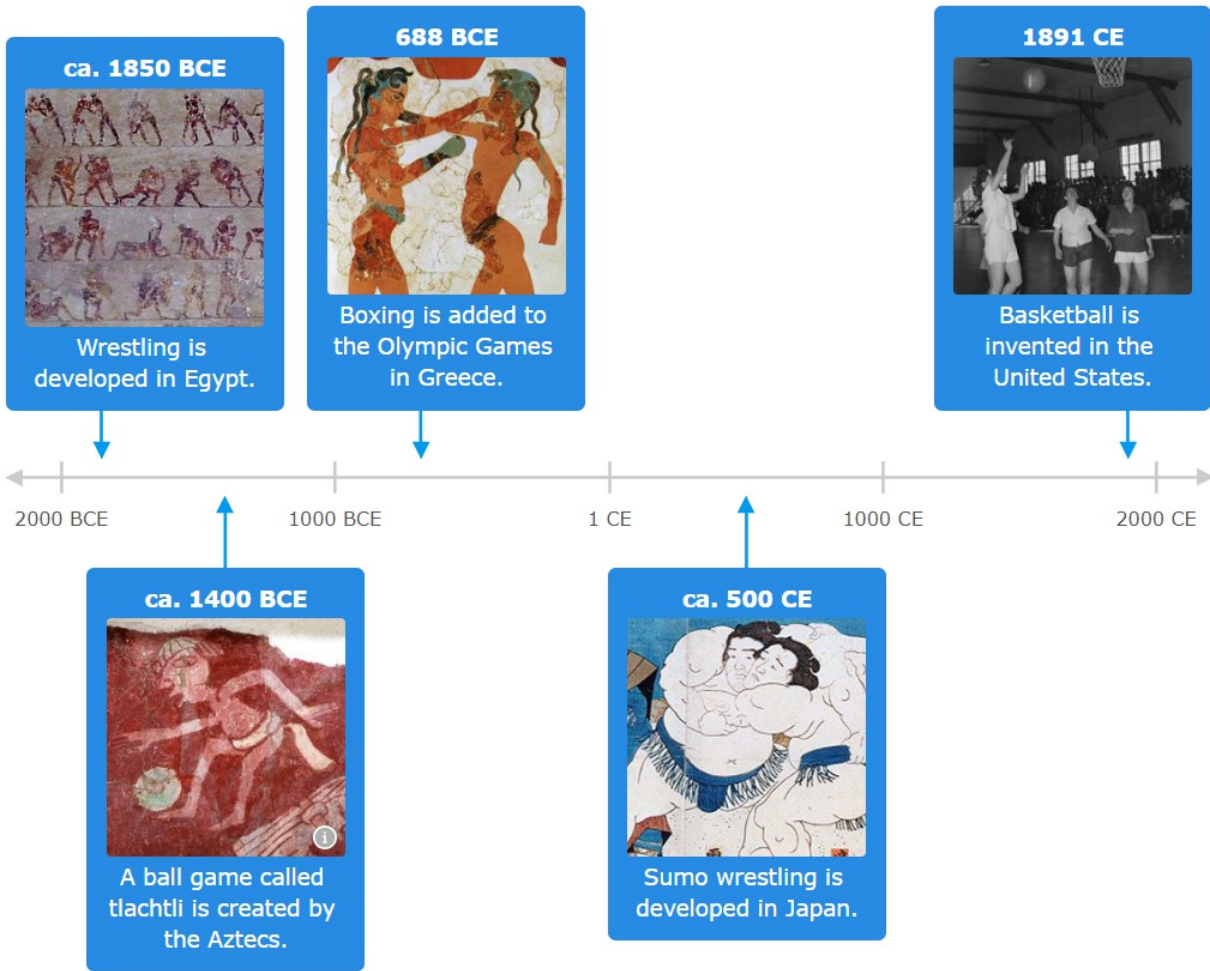 ca. 1850 BCE
Wrestling is
developed in Egypt.
688 BCE
Boxing is added to
the Olympic Games
in Greece.
1891 CE
Basketball is
invented in the
United States.
2000 BCE
1000 BCE
1 CE
1000 CE
2000 CE
ca. 1400 BCE
i
A ball game called
tlachtli is created by
the Aztecs.
ca. 500 CE
Sumo wrestling is
developed in Japan.